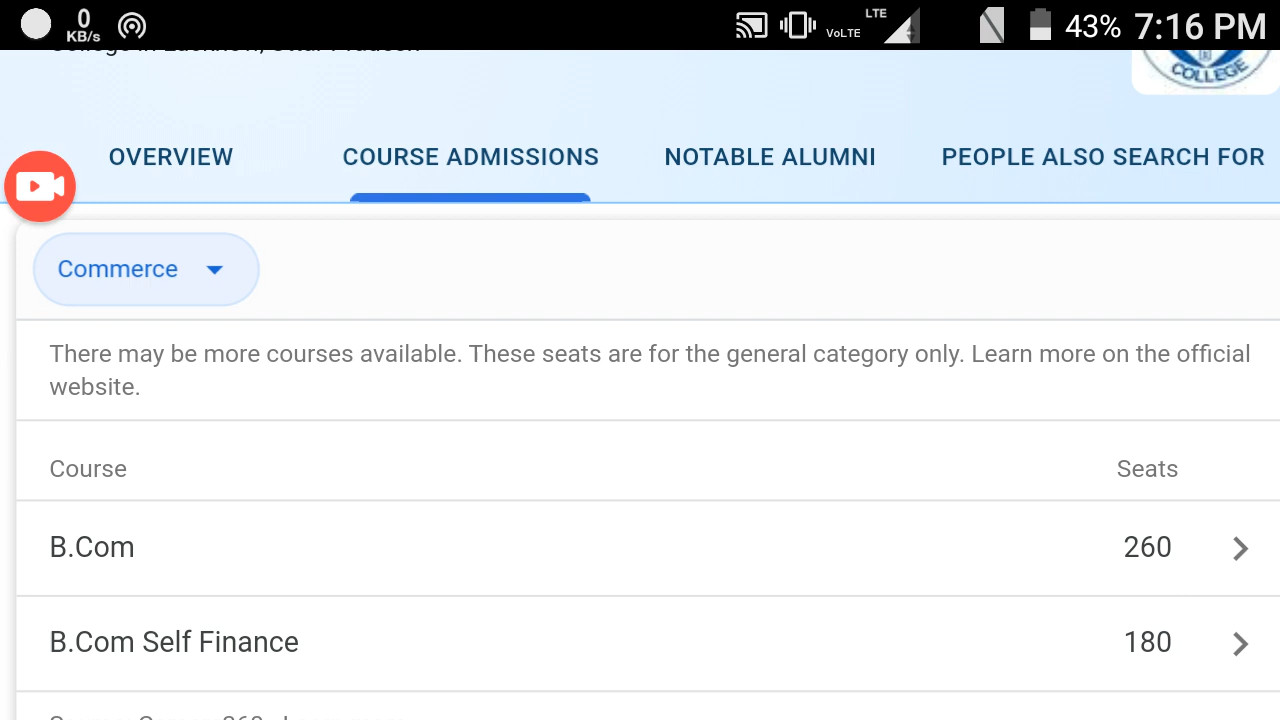 0
KB/s
VoLTE
LTE
43% 7:16 PM
COLLEGE
OVERVIEW COURSE ADMISSIONS NOTABLE ALUMNI PEOPLE ALSO SEARCH FOR
Commerce
There may be more courses available. These seats are for the general category only. Learn more on the official
website.
Course Seats
B.Com 260
B.Com Self Finance 180